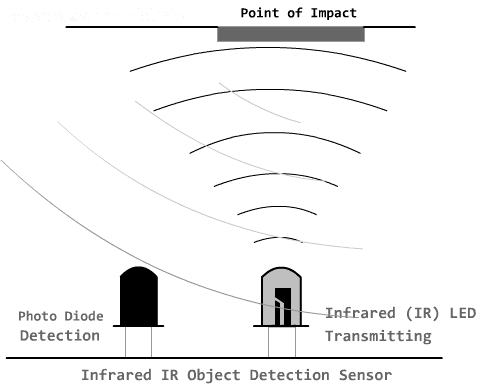 Point of Impact
Photo Diode
Detection
Infrared (IR) LED
Transmitting
Infrared IR Object Detection Sensor